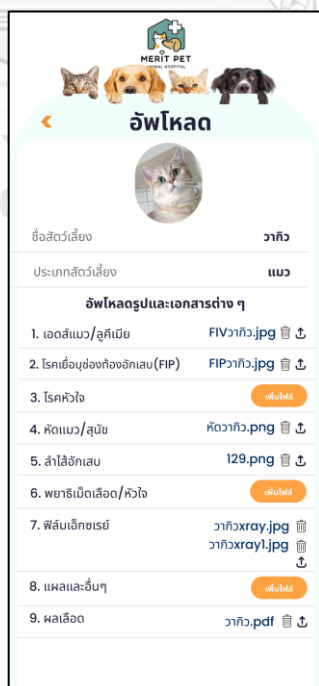 MERIT PET
ANIMAL HOSPITAL
อัพโหลด
ชื่อสัตว์เลี้ยง วากิว
ประเภทสัตว์เลี้ยง แมว
อัพโหลดรูปและเอกสารต่าง ๆ
1. เอดส์แมว/ลูคีเมีย FIVวากิว.jpg
2. โรคเยื่อบุช่องท้องอักเสบ(FIP) FIPวากิว.jpg
3. โรคหัวใจ เพิ่มไฟล์
4. หัดแมว/สุนัข หัดวากิว.png
5. ลำไส้อักเสบ 129.png
6. พยาธิเม็ดเลือด/หัวใจ เพิ่มไฟล์
7. ฟิล์มเอ็กซเรย์ วากิวxray.jpg
วากิวxray1.jpg
8. แผลและอื่นๆ เพิ่มไฟล์
9. ผลเลือด วากิว.pdf